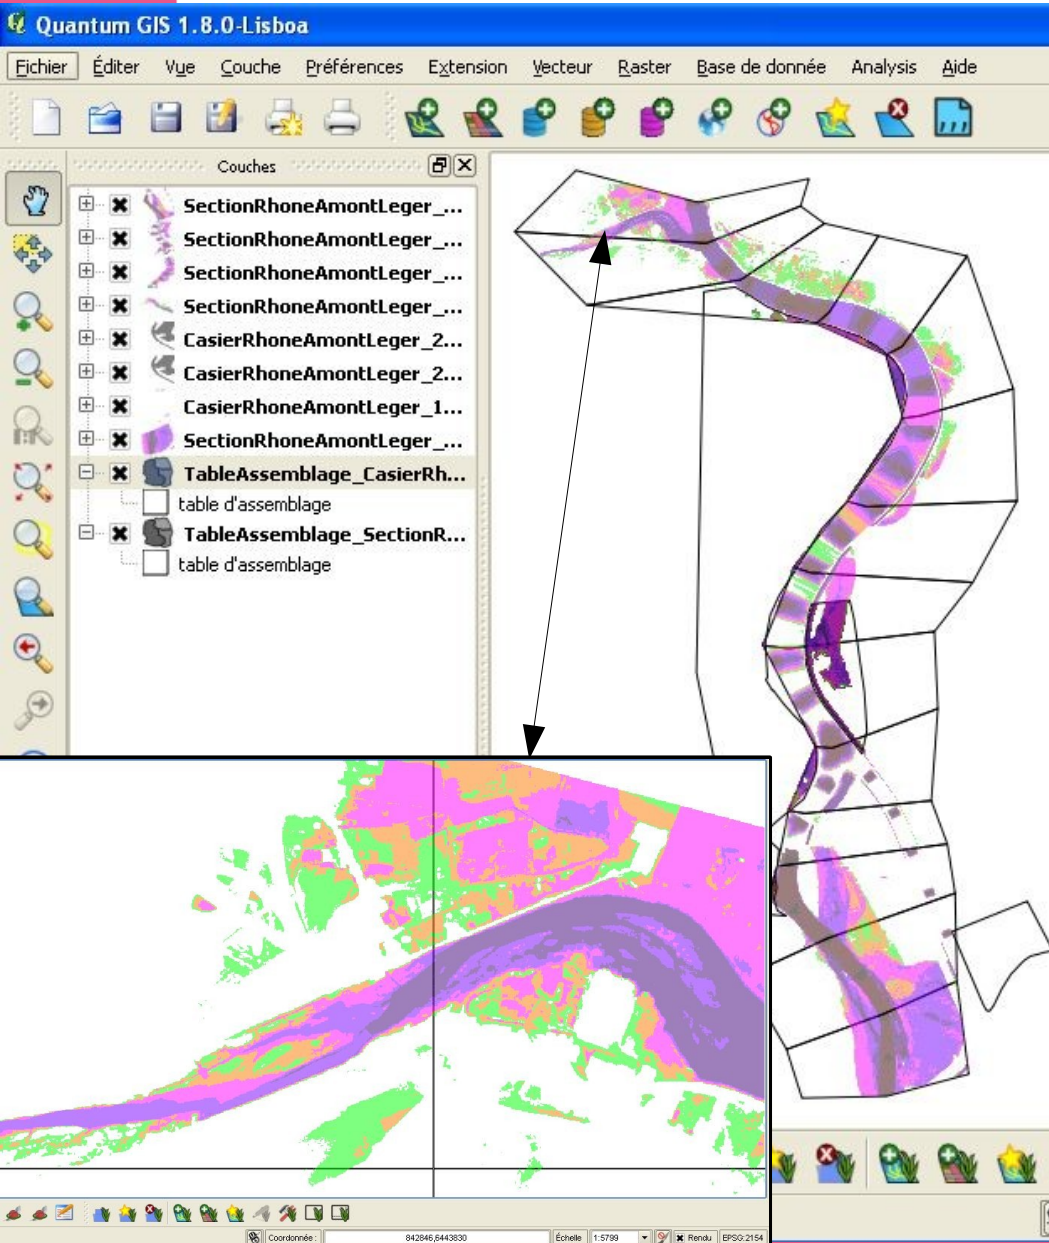 Quantum GIS 1.8.0-Lisboa
Fichier Éditer Vue Couche Préférences Extension Vecteur Raster Base de donnée Analysis Aide
Couches
SectionRhoneAmontLeger_...
SectionRhoneAmontLeger_...
SectionRhoneAmontLeger_...
SectionRhoneAmontLeger_...
CasierRhoneAmontLeger_2...
CasierRhoneAmontLeger_2...
CasierRhoneAmontLeger_1...
SectionRhoneAmontLeger_...
TableAssemblage_CasierRh...
table d'assemblage
TableAssemblage_SectionR...
table d'assemblage
Coordonnée : 842846,6443830 Échelle 1:5799 Rendu EPSG:2154